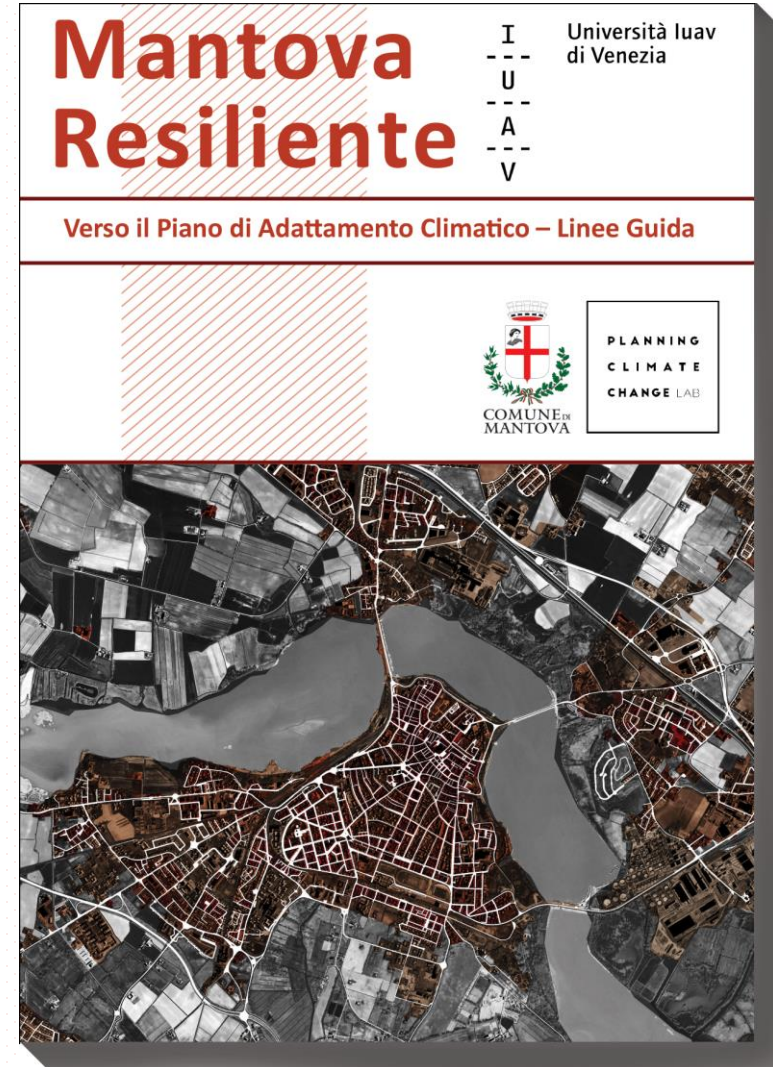 Mantova
Resiliente
I
U
A
V
Università Iuav
di Venezia
Verso il Piano di Adattamento Climatico – Linee Guida
COMUNE DI
MANTOVA
PLANNING
CLIMATE
CHANGE LAB